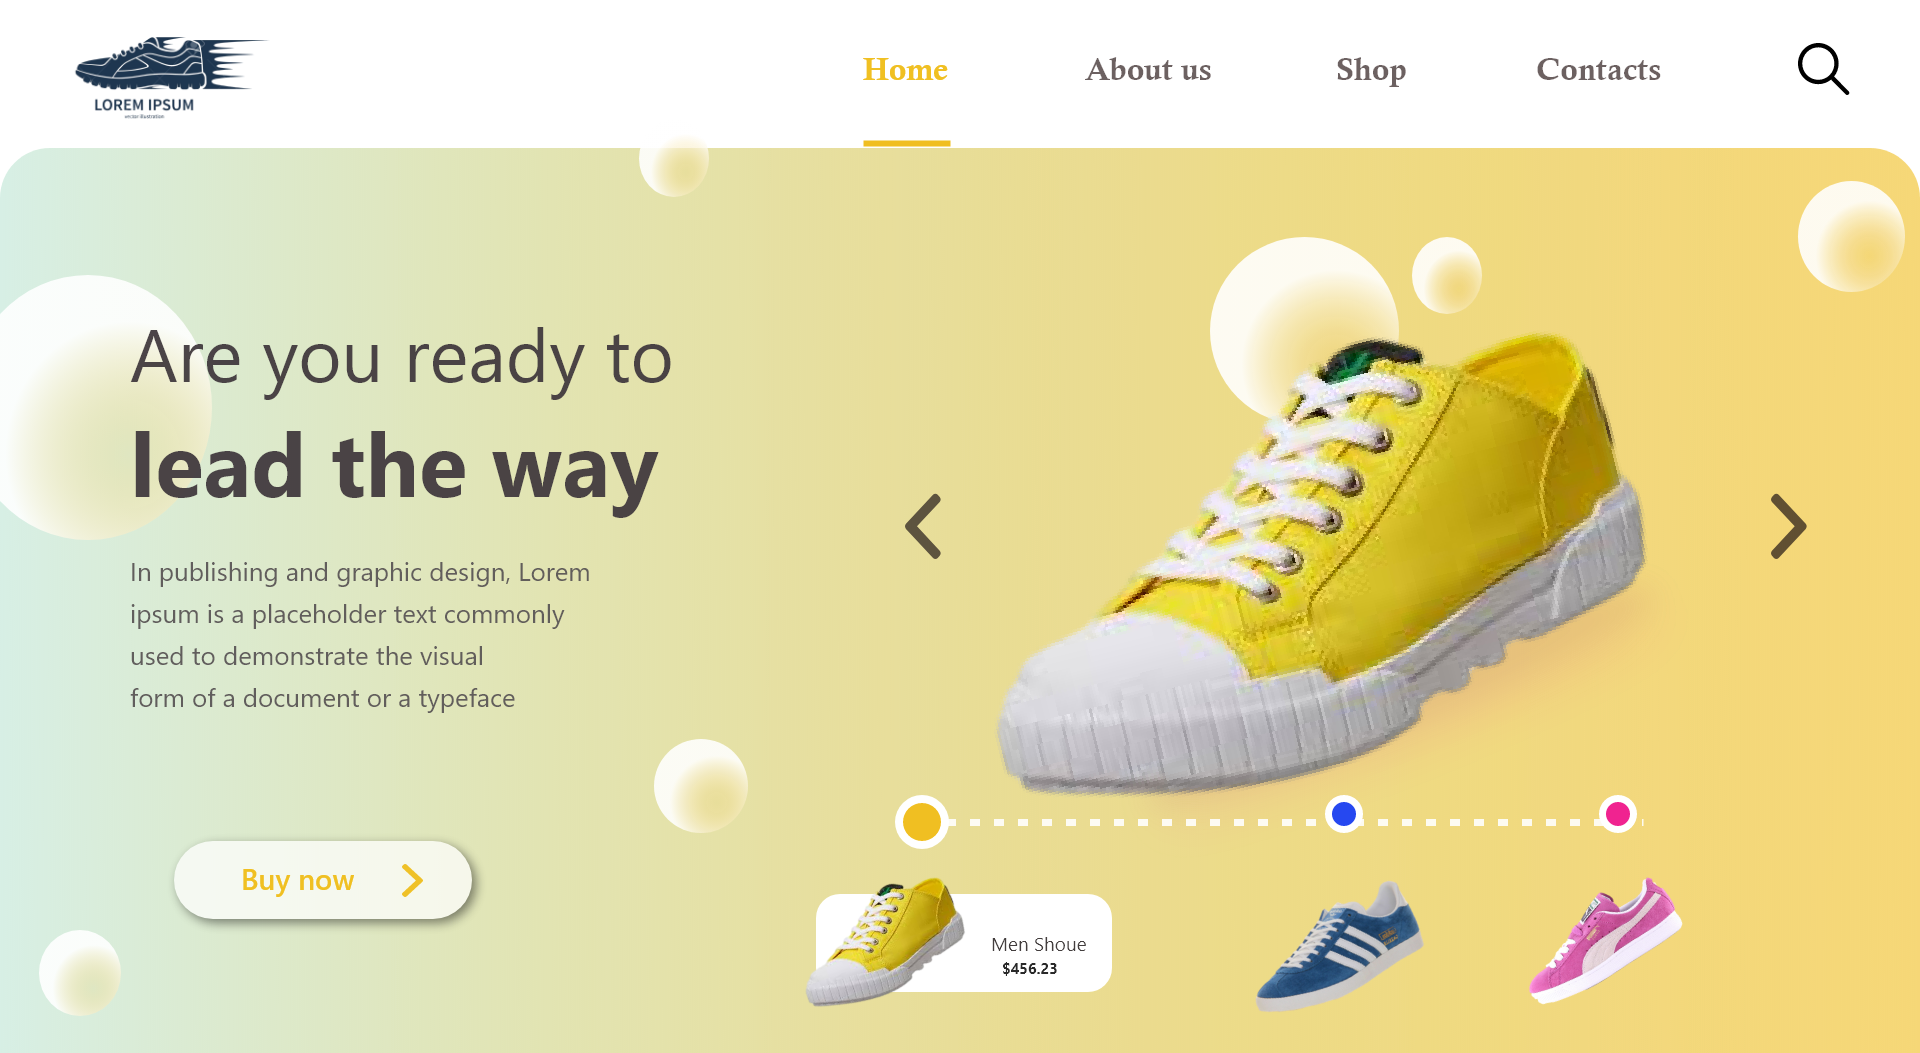 LOREM IPSUM
vector illustration
Home
About us
Shop
Contacts
Are you ready to
lead the way
In publishing and graphic design, Lorem
ipsum is a placeholder text commonly
used to demonstrate the visual
form of a document or a typeface
Buy now
Men Shoue
$456.23